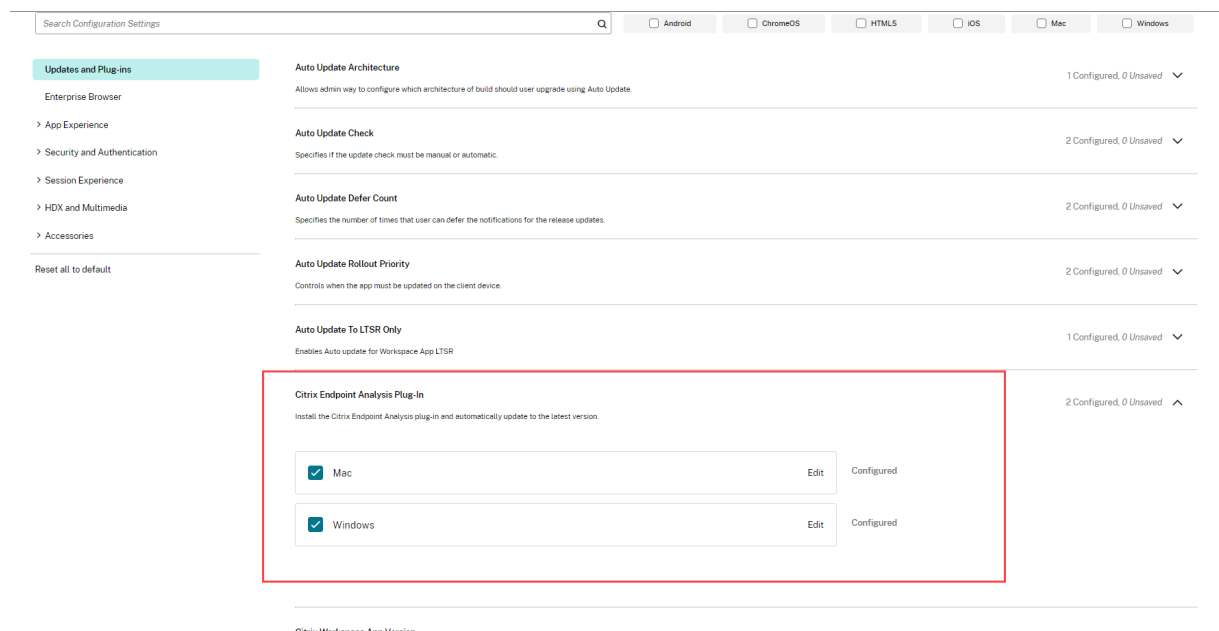 Search Configuration Settings
Android
ChromeOS
HTML5
iOS
Mac
Windows
Updates and Plug-ins
Enterprise Browser
App Experience
Security and Authentication
Session Experience
HDX and Multimedia
Accessories
Reset all to default
Auto Update Architecture
1 Configured, 0 Unsaved
Allows admin way to configure which architecture of build should user upgrade using Auto Update.
Auto Update Check
2 Configured, 0 Unsaved
Specifies if the update check must be manual or automatic.
Auto Update Defer Count
2 Configured, 0 Unsaved
Specifies the number of times that user can defer the notifications for the release updates.
Auto Update Rollout Priority
2 Configured, 0 Unsaved
Controls when the app must be updated on the client device.
Auto Update To LTSR Only
1 Configured, 0 Unsaved
Enables Auto update for Workspace App LTSR
Citrix Endpoint Analysis Plug-In
2 Configured, 0 Unsaved
Install the Citrix Endpoint Analysis plug-in and automatically update to the latest version.
Mac
Edit
Configured
Windows
Edit
Configured
Citrix Workspace App Version